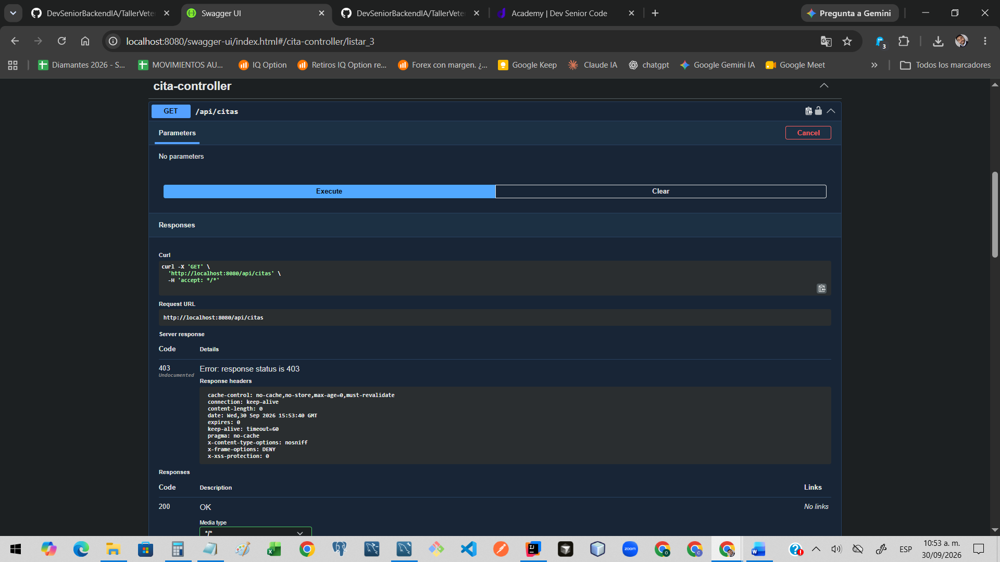 DevSeniorBackendIA/TallerVeter
Swagger UI
DevSeniorBackendIA/TallerVete
Academy | Dev Senior Code
Pregunta a Gemini
localhost:8080/swagger-ui/index.html#/cita-controller/listar_3
3
Diamantes 2026 - S...
MOVIMIENTOS AU...
IQ Option
Retiros IQ Option re...
Forex con margen. ¿...
Google Keep
Claude IA
chatgpt
Google Gemini IA
Google Meet
Todos los marcadores
cita-controller
GET
/api/citas
Parameters
Cancel
No parameters
Execute
Clear
Responses
Curl
curl -X 'GET' \
'http://localhost:8080/api/citas' \
-H 'accept: */*'
Request URL
http://localhost:8080/api/citas
Server response
Code
Details
403
Undocumented
Error: response status is 403
Response headers
cache-control: no-cache,no-store,max-age=0,must-revalidate
connection: keep-alive
content-length: 0
date: Wed,30 Sep 2026 15:53:40 GMT
expires: 0
keep-alive: timeout=60
pragma: no-cache
x-content-type-options: nosniff
x-frame-options: DENY
x-xss-protection: 0
Responses
Code
Description
Links
200
OK
No links
Media type
*/*
zoom
ESP
10:53 a. m.
30/09/2026